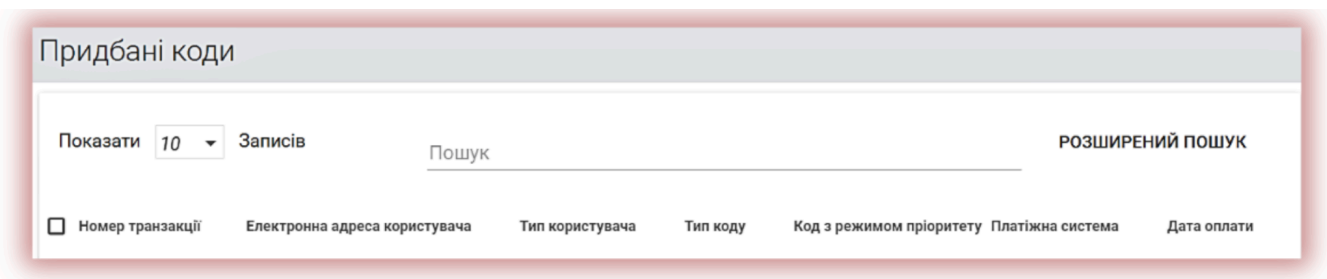 Придбані коди
Показати 10 Записів Пошук РОЗШИРЕНИЙ ПОШУК
Номер транзакції Електронна адреса користувача Тип користувача Тип коду Код з режимом пріоритету Платіжна система Дата оплати